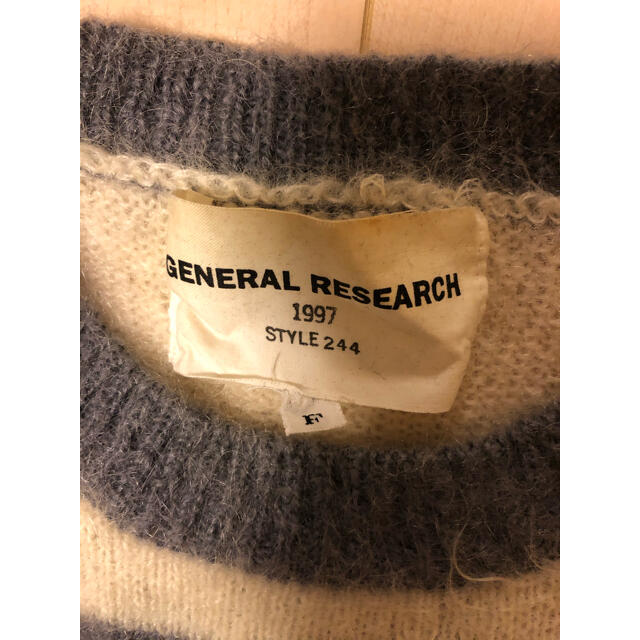 GENERAL RESEARCH
1997
STYLE 244
F